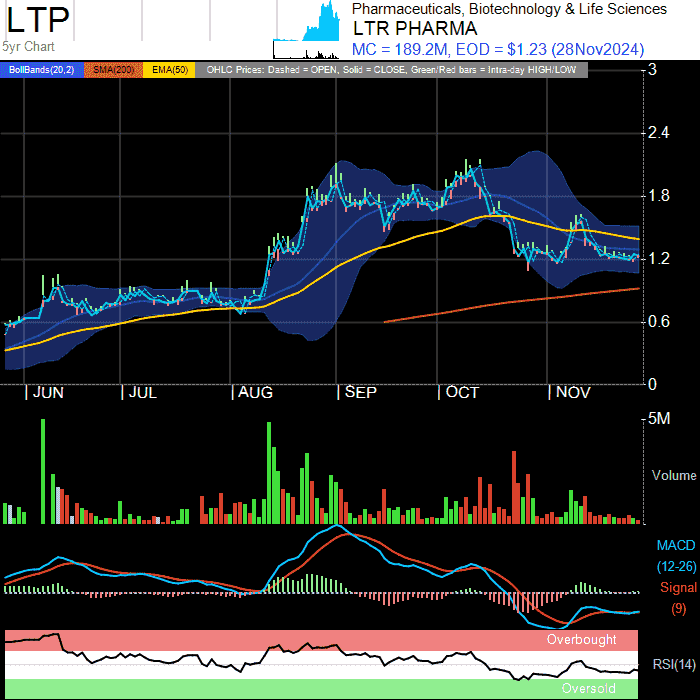 LTP
5yr Chart
Pharmaceuticals, Biotechnology & Life Sciences
LTR PHARMA
MC = 189.2M, EOD = $1.23 (28Nov2024)
BollBands(20,2) SMA(200) EMA(50) OHLC Prices: Dashed = OPEN, Solid = CLOSE, Green/Red bars = Intra-day HIGH/LOW
3
2.4
1.8
1.2
0.6
0
JUN JUL AUG SEP OCT NOV
5M
Volume
MACD
(12-26)
Signal
(9)
Overbought
RSI(14)
Oversold